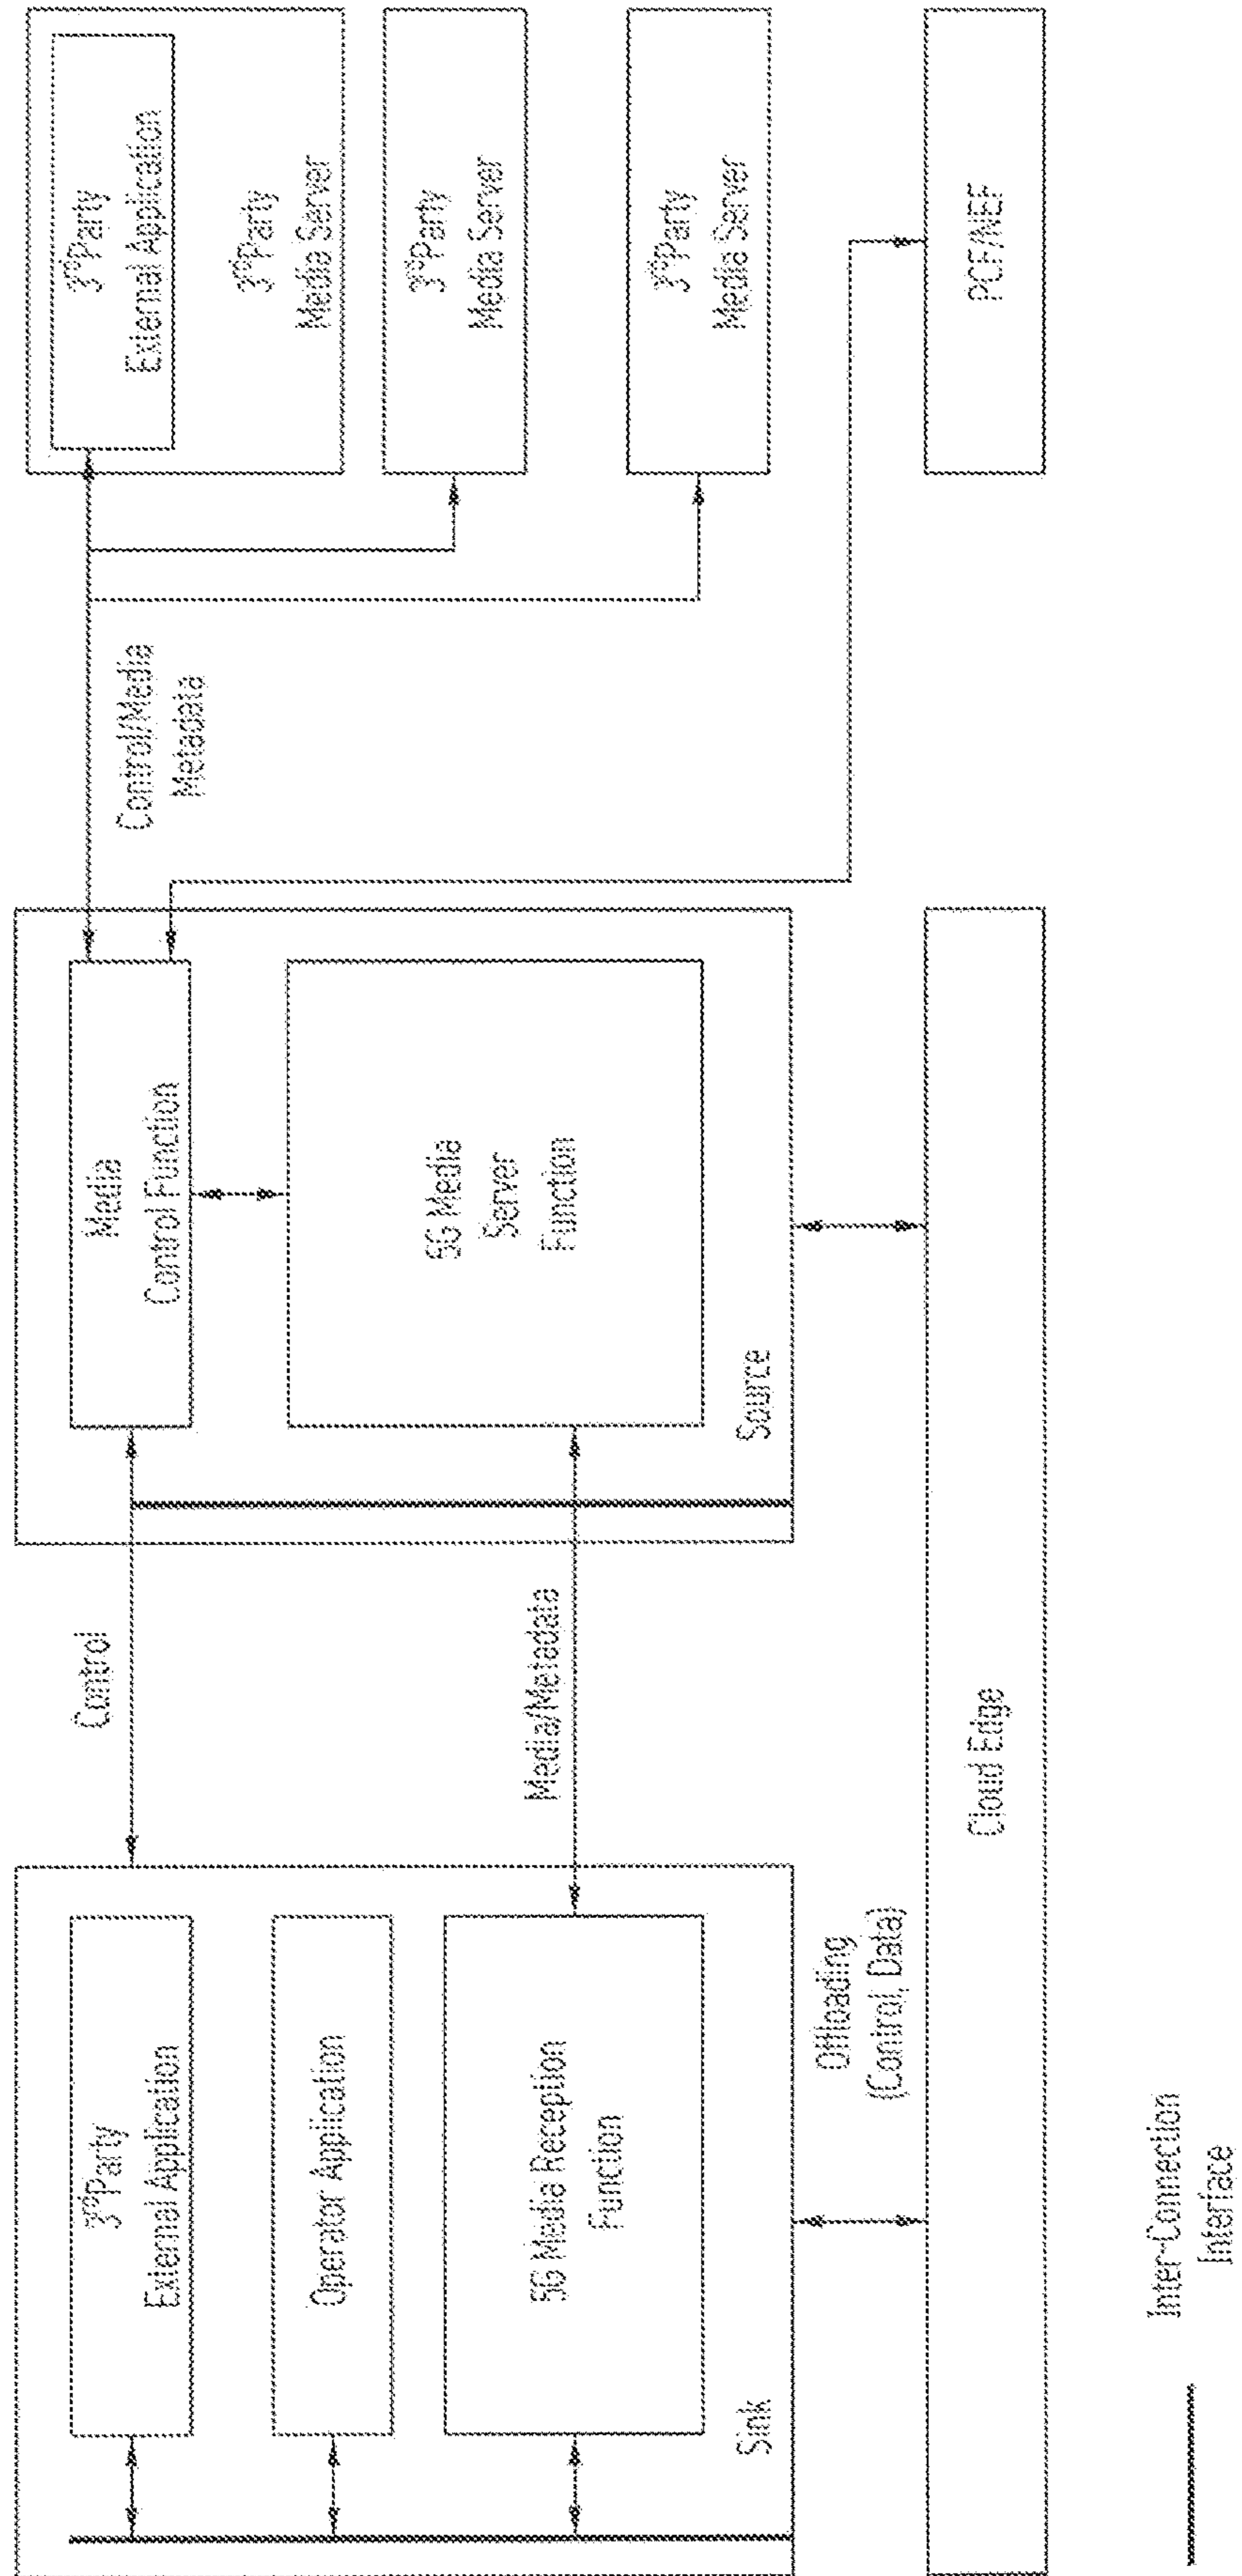 3rd Party
External Application
Operator Application
5G Media Reception
Function
Sink
Control
Media/Metadata
Media
Control Function
5G Media
Server
Function
Source
Control/Media
Metadata
3rd Party
External Application
3rd Party
Media Server
3rd Party
Media Server
3rd Party
Media Server
PCF/NEF
Offloading
(Control, Data)
Cloud Edge
Inter-Connection
Interface